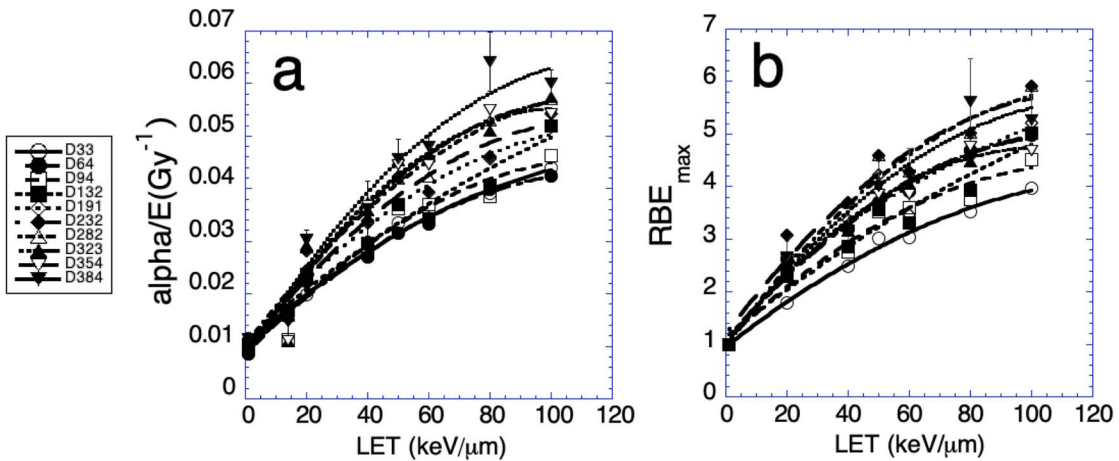 D33
D64
D94
D132
D191
D232
D282
D323
D354
D384
a
alpha/E(Gy⁻¹)
0.07
0.06
0.05
0.04
0.03
0.02
0.01
0
0 20 40 60 80 100 120
LET (keV/μm)
b
RBE max
7
6
5
4
3
2
1
0
0 20 40 60 80 100 120
LET (keV/μm)